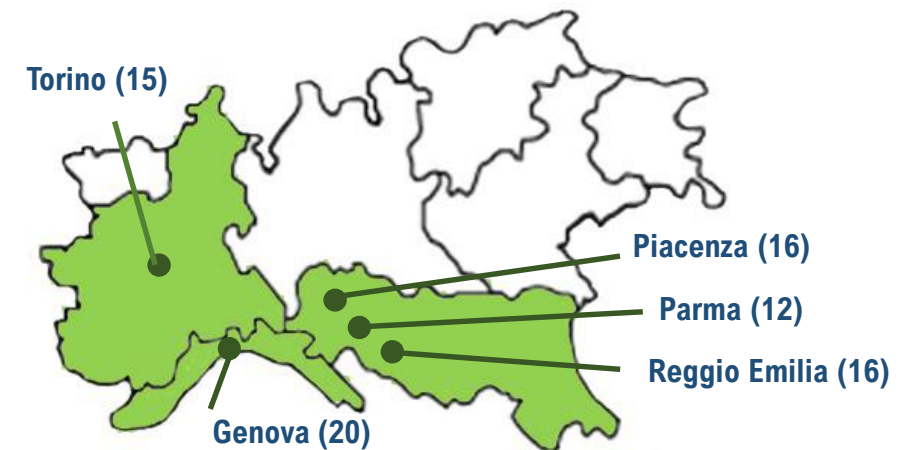 Torino (15)
Piacenza (16)
Parma (12)
Reggio Emilia (16)
Genova (20)